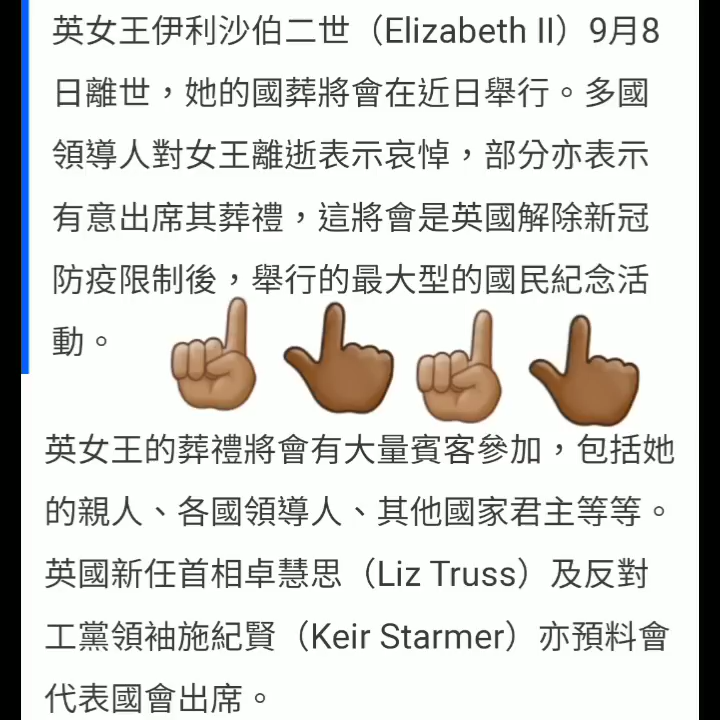 英女王伊利沙伯二世（Elizabeth II）9月8
日離世，她的國葬將會在近日舉行。多國
領導人對女王離逝表示哀悼，部分亦表示
有意出席其葬禮，這將會是英國解除新冠
防疫限制後，舉行的最大型的國民紀念活
動。
英女王的葬禮將會有大量賓客參加，包括她
的親人、各國領導人、其他國家君主等等。
英國新任首相卓慧思（Liz Truss）及反對
工黨領袖施紀賢（Keir Starmer）亦預料會
代表國會出席。